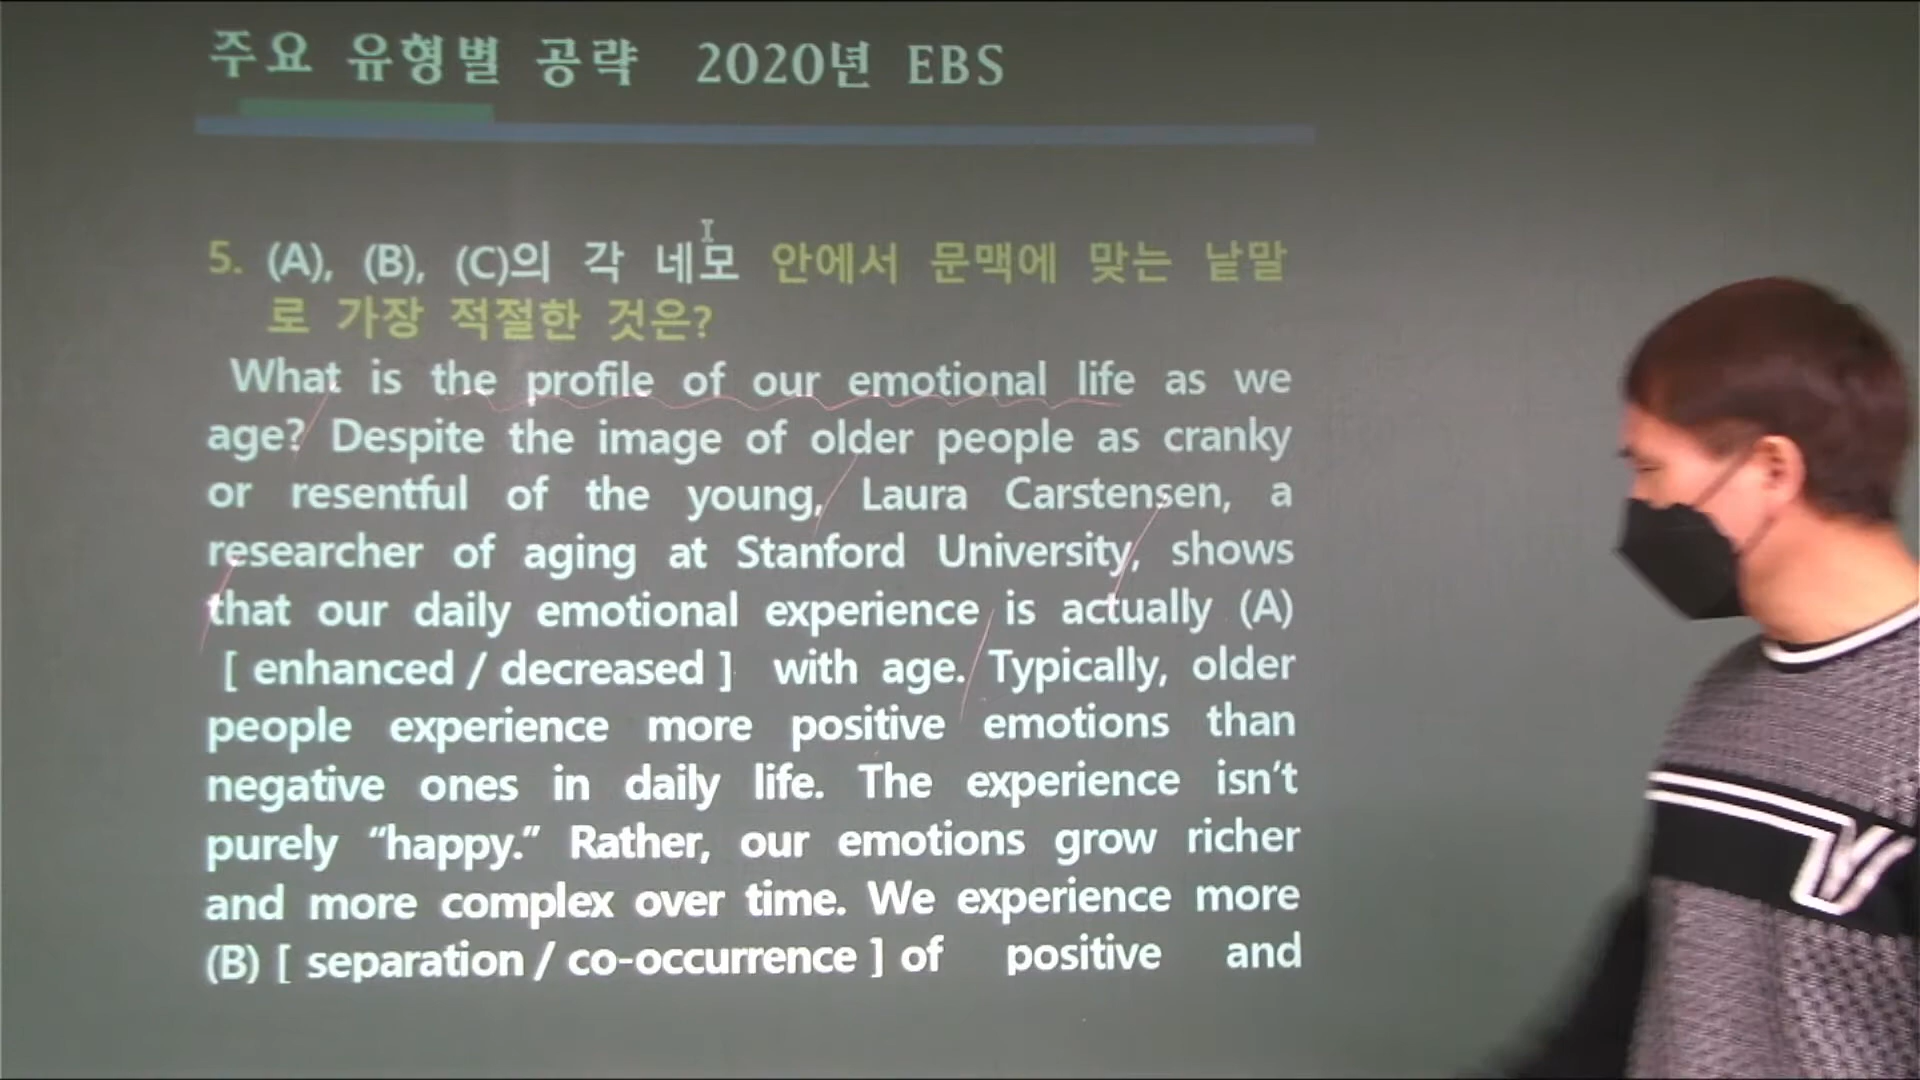 주요 유형별 공략 2020년 EBS
5. (A), (B), (C)의 각 네모 안에서 문맥에 맞는 낱말
로 가장 적절한 것은?
What is the profile of our emotional life as we
age? Despite the image of older people as cranky
or resentful of the young, Laura Carstensen, a
researcher of aging at Stanford University, shows
that our daily emotional experience is actually (A)
[ enhanced / decreased ] with age. Typically, older
people experience more positive emotions than
negative ones in daily life. The experience isn't
purely “happy.” Rather, our emotions grow richer
and more complex over time. We experience more
(B) [ separation / co-occurrence ] of positive and